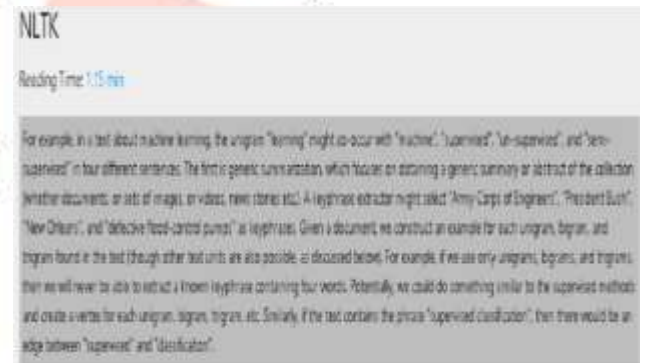 NLTK
Reading Time: 1.15 min
For example, in a text about machine learning, the unigram "learning" might co-occur with "machine", "supervised", "un-supervised", and "semi-
supervised" in four different sentences. The first is generic summarization, which focuses on obtaining a generic summary or abstract of the collection
(whether documents, or sets of images, or videos, news stories etc.). A keyphrase extractor might select "Army Corps of Engineers", "President Bush",
"New Orleans", and "defective flood-control pumps" as keyphrases. Given a document, we construct an example for each unigram, bigram, and
trigram found in the text (though other text units are also possible, as discussed below). For example, if we use only unigrams, bigrams, and trigrams,
then we will never be able to extract a known keyphrase containing four words. Potentially, we could do something similar to the supervised methods
and create a vertex for each unigram, bigram, trigram, etc. Similarly, if the text contains the phrase "supervised classification", then there would be an
edge between "supervised" and "classification".